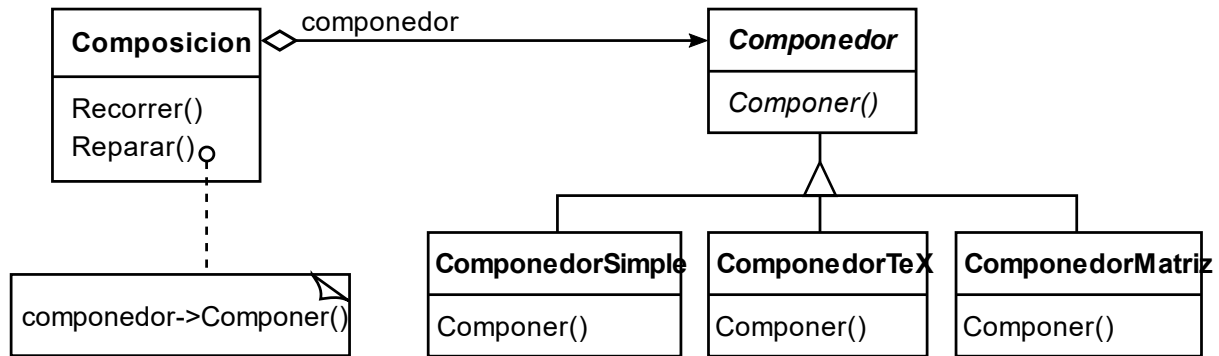 Composicion
Recorrer()
Reparar()
componedor
Componedor
Componer()
componedor->Componer()
ComponedorSimple
Componer()
ComponedorTeX
Componer()
ComponedorMatriz
Componer()